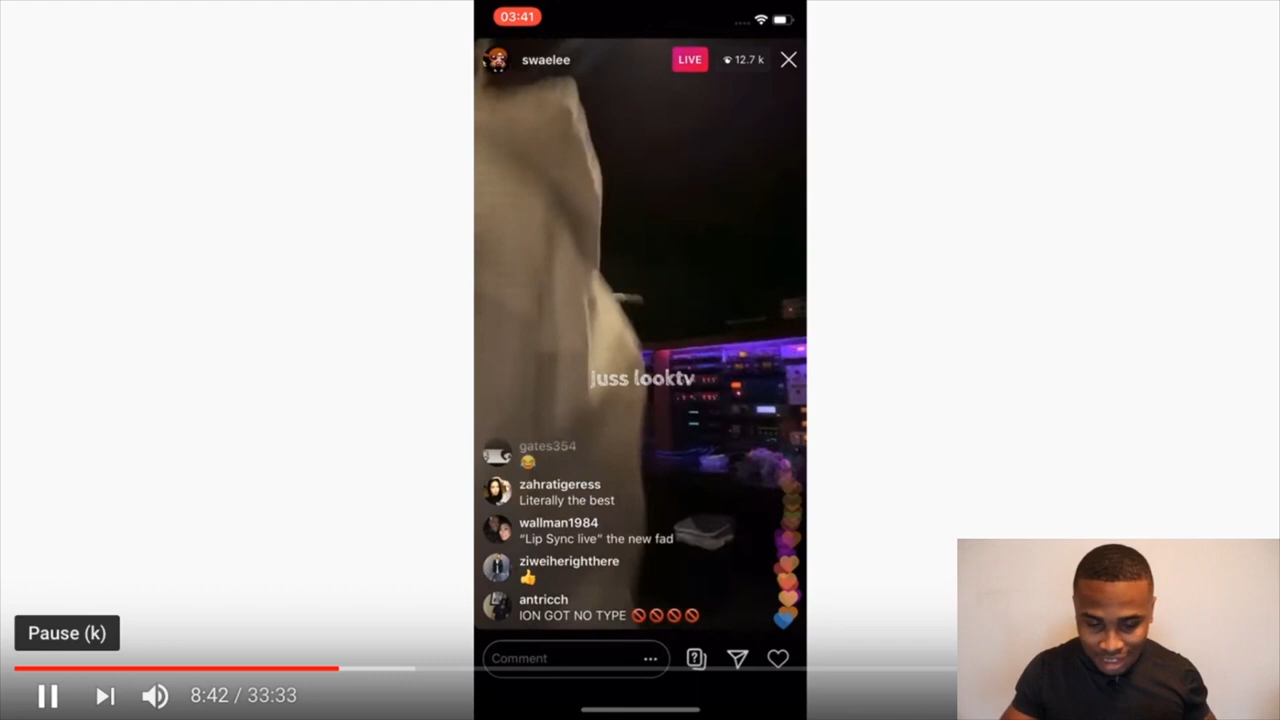 03:41
swaelee
LIVE
12.7 k
juss looktv
gates354
😂
zahratigeress
Literally the best
wallman1984
“Lip Sync live” the new fad
ziweiherighthere
👍
antricch
ION GOT NO TYPE 🚫🚫🚫🚫
Comment
Pause (k)
8:42 / 33:33